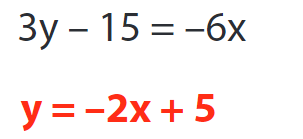 3y – 15 = –6x
y = –2x + 5